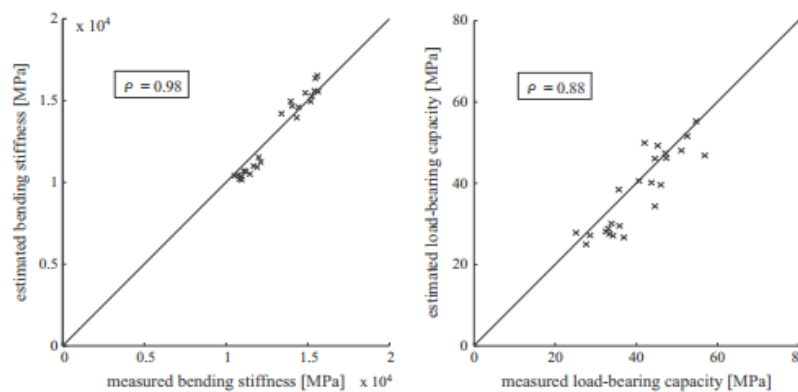 x 10⁴
2
1.5
1
0.5
0
estimated bending stiffness [MPa]
ρ = 0.98
0 0.5 1 1.5 2
measured bending stiffness [MPa] x 10⁴
80
60
40
20
0
estimated load-bearing capacity [MPa]
ρ = 0.88
0 20 40 60 80
measured load-bearing capacity [MPa]